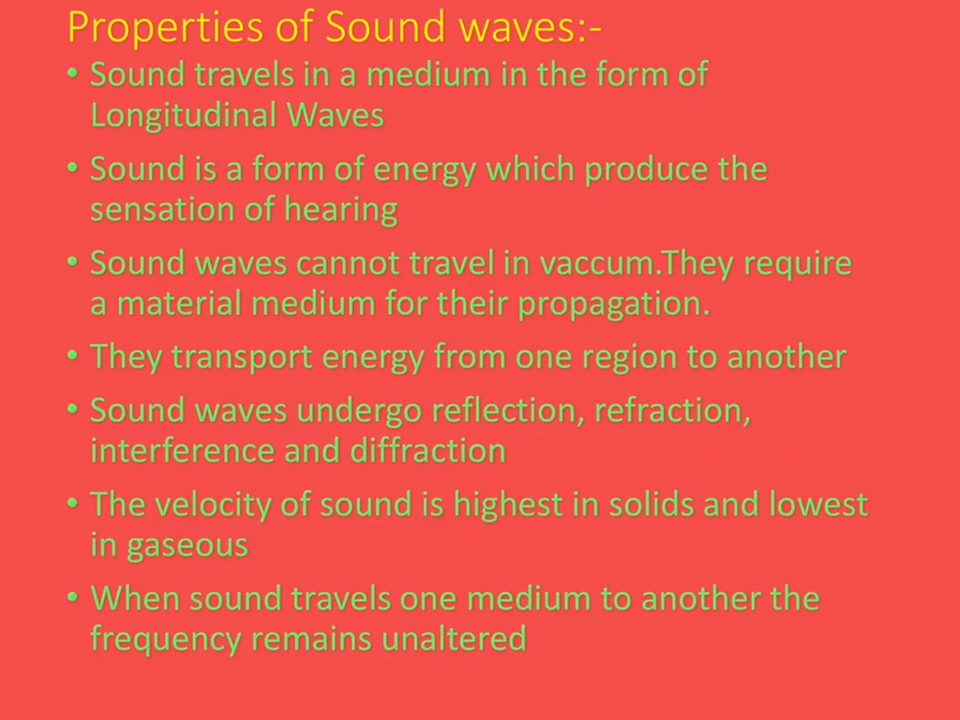 Properties of Sound waves:-
• Sound travels in a medium in the form of
Longitudinal Waves
• Sound is a form of energy which produce the
sensation of hearing
• Sound waves cannot travel in vaccum.They require
a material medium for their propagation.
• They transport energy from one region to another
• Sound waves undergo reflection, refraction,
interference and diffraction
• The velocity of sound is highest in solids and lowest
in gaseous
• When sound travels one medium to another the
frequency remains unaltered